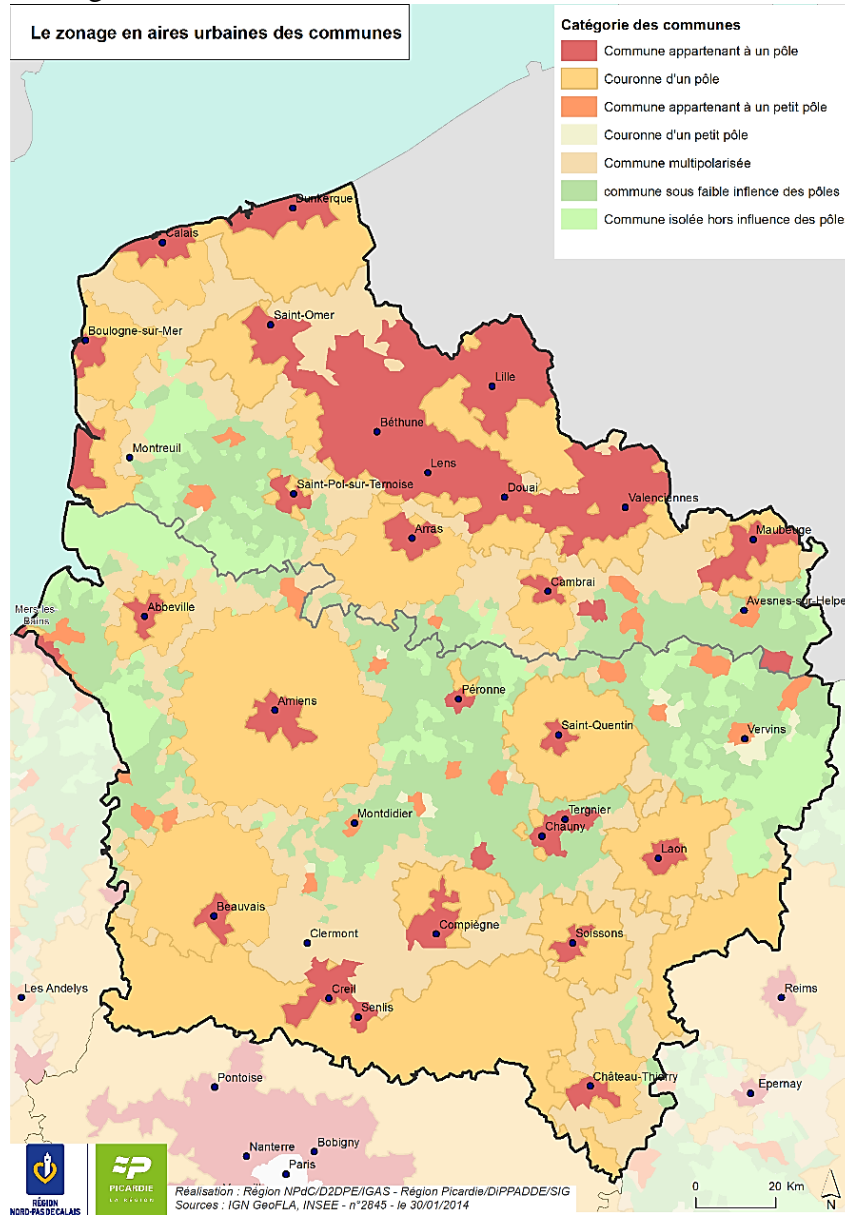 Le zonage en aires urbaines des communes
Catégorie des communes
Commune appartenant à un pôle
Couronne d'un pôle
Commune appartenant à un petit pôle
Couronne d'un petit pôle
Commune multipolarisée
commune sous faible inflence des pôles
Commune isolée hors influence des pôle
Dunkerque
Calais
Saint-Omer
Boulogne-sur-Mer
Lille
Béthune
Montreuil
Lens
Saint-Pol-sur-Ternoise
Douai
Valenciennes
Arras
Maubeuge
Cambrai
Abbeville
Avesnes-sur-Helpe
Mers-les
Bains
Péronne
Amiens
Saint-Quentin
Vervins
Montdidier
Tergnier
Chauny
Laon
Beauvais
Compiègne
Clermont
Soissons
Les Andelys
Creil
Reims
Senlis
Château-Thierry
Pontoise
Epernay
Nanterre
Bobigny
Paris
RÉGION
NORD-PAS DE CALAIS
PICARDIE
LA RÉGION
Réalisation : Région NPdC/D2DPE/IGAS - Région Picardie/DiPPADDE/SIG
Sources : IGN GeoFLA, INSEE - n°2845 - le 30/01/2014
0 20 Km
N